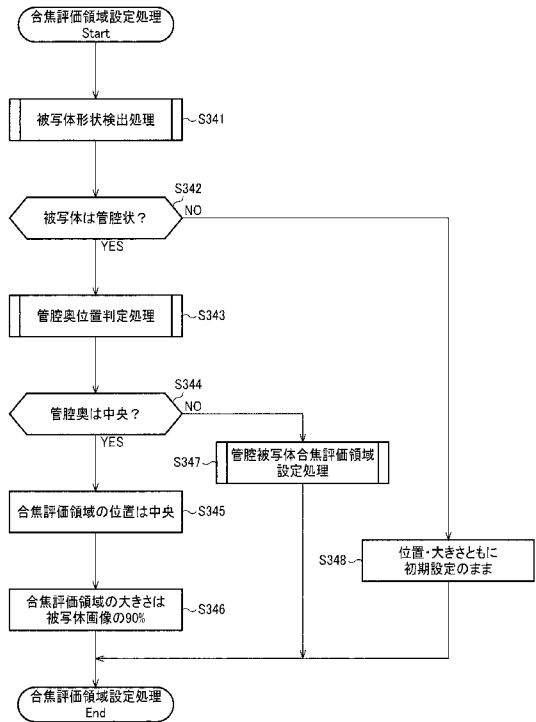 合焦評価領域設定処理
Start
被写体形状検出処理
S341
S342
被写体は管腔状？
NO
YES
管腔奥位置判定処理
S343
S344
管腔奥は中央？
NO
YES
S347
管腔被写体合焦評価領域
設定処理
合焦評価領域の位置は中央
S345
S348
位置・大きさともに
初期設定のまま
合焦評価領域の大きさは
被写体画像の90%
S346
合焦評価領域設定処理
End